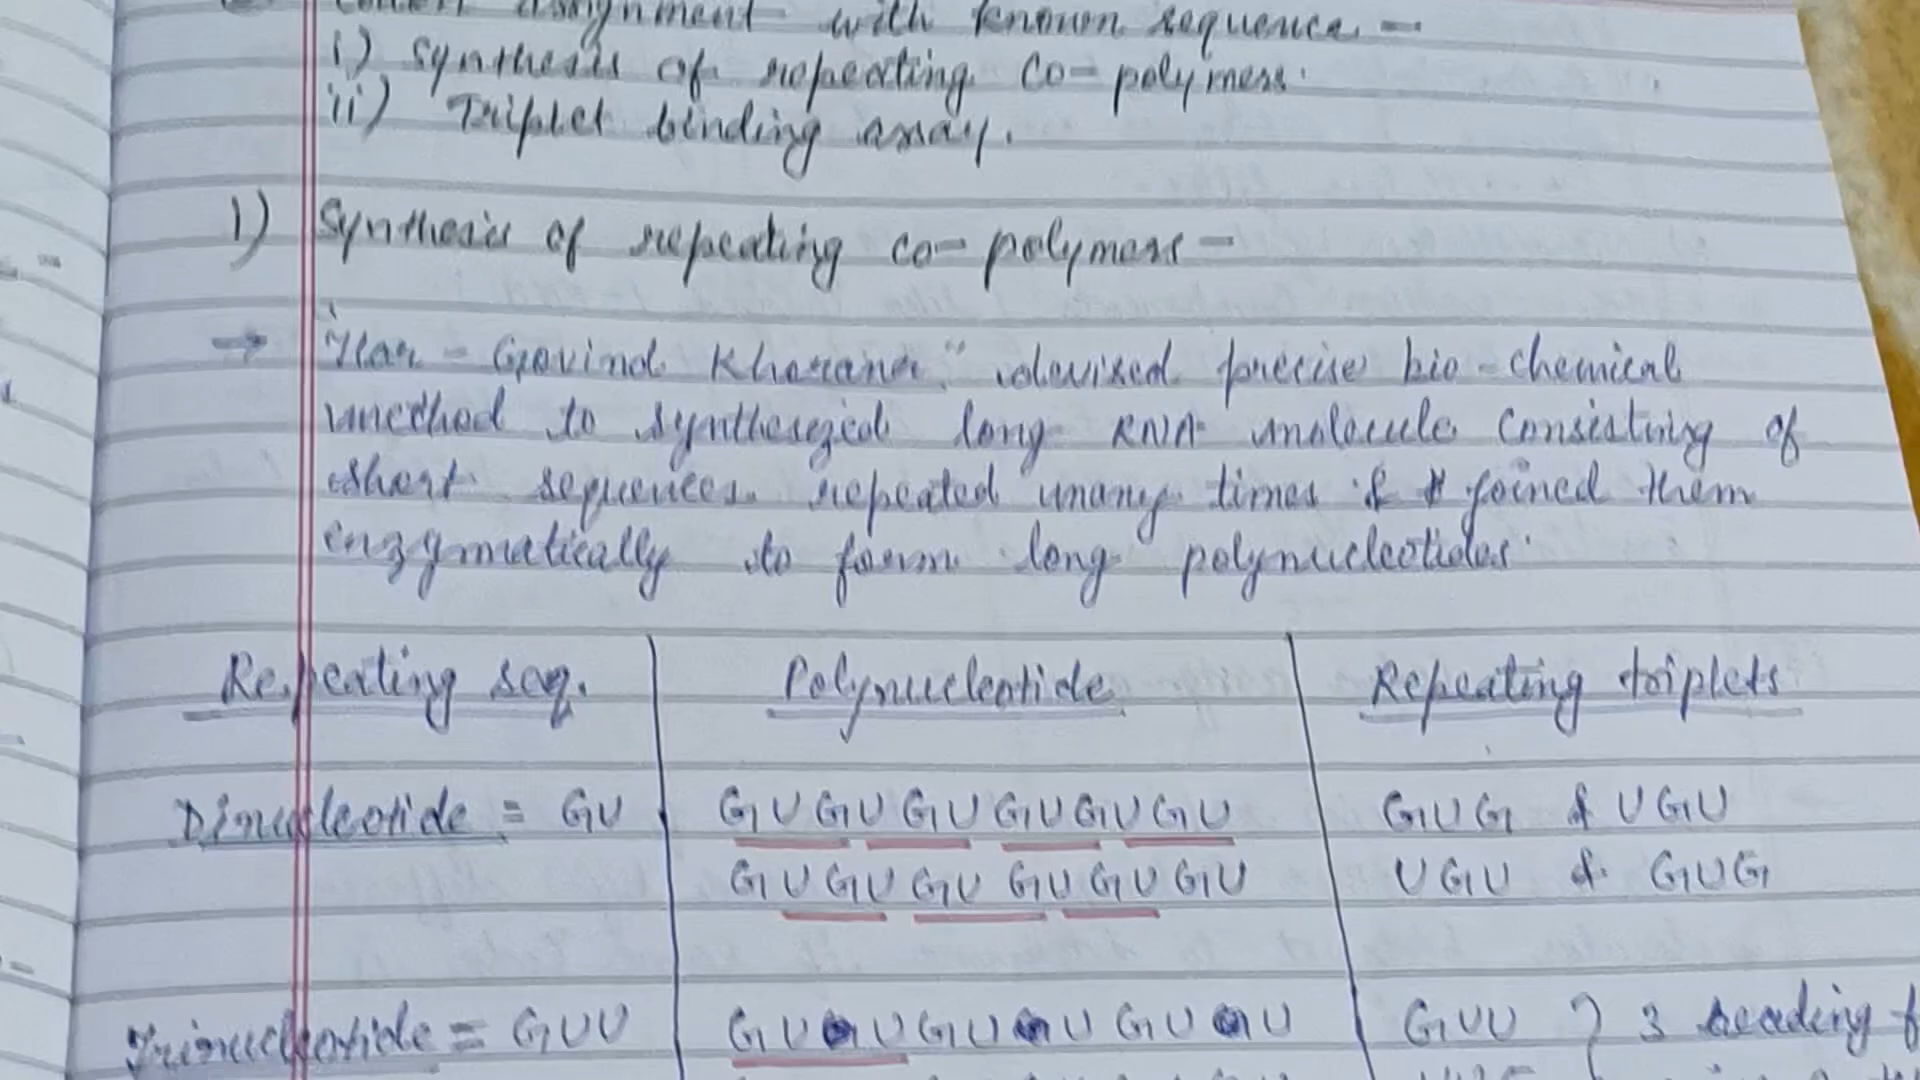 assignment with known sequence -
i) Synthesis of repeating co-polymers.
ii) Triplet binding array.
1) Synthesis of repeating co-polymers -
→ "Har-Govind Khorana" devised precise bio-chemical
method to synthesized long RNA molecule consisting of
short sequences repeated many times & joined them
enzymatically to form long polynucleotides.
Repeating seq. Polynucleotide Repeating triplets
Dinucleotide = GU GUGUGUGUGUGU GUG & UGU
GUGUGUGUGUGU UGU & GUG
Trinucleotide = GUU GUUUGUUUGUUU GUU } 3 reading